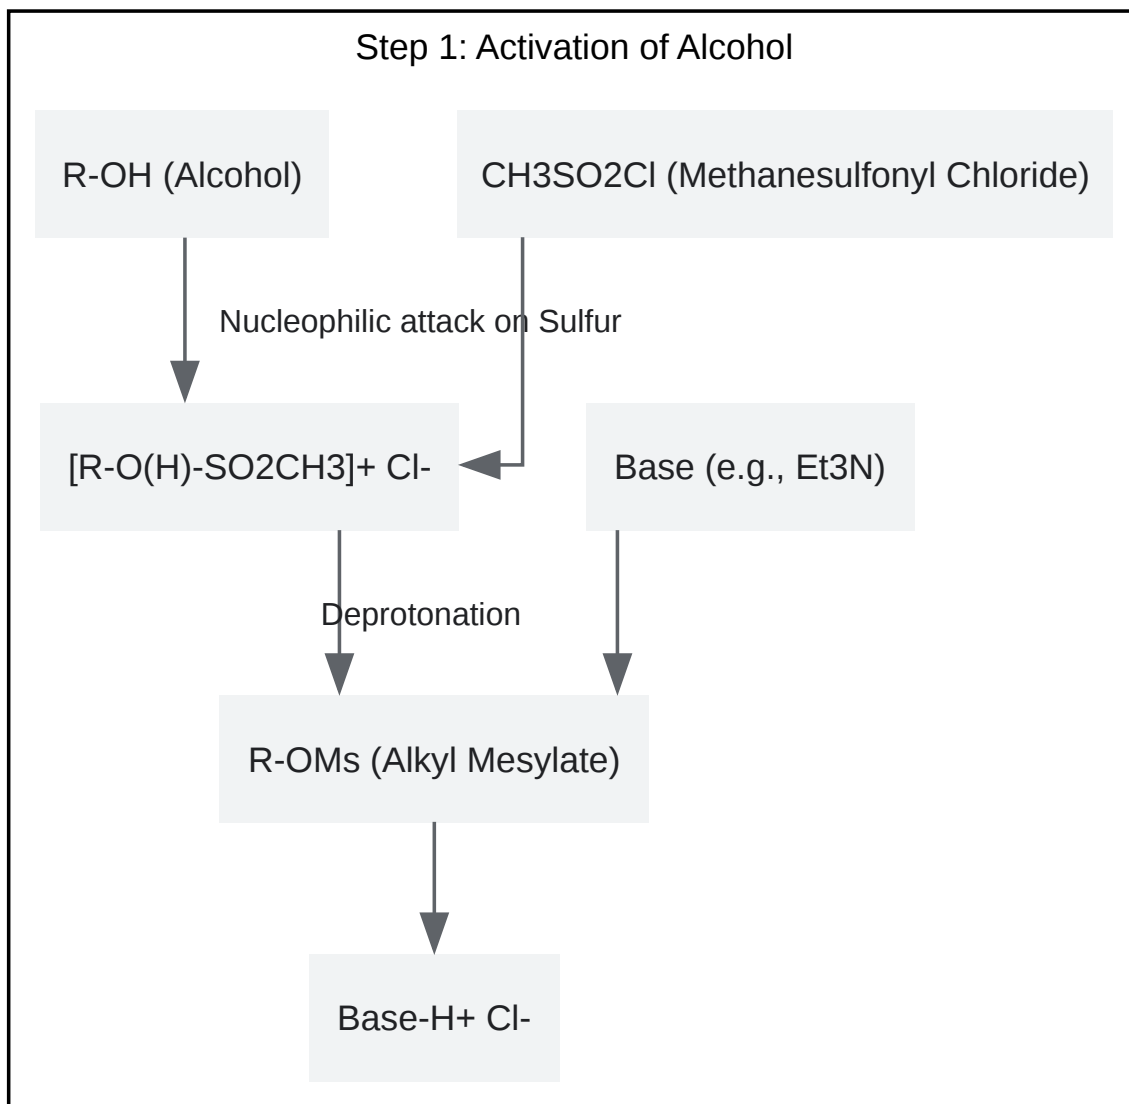 Step 1: Activation of Alcohol
R-OH (Alcohol)
CH3SO2Cl (Methanesulfonyl Chloride)
Nucleophilic attack on Sulfur
[R-O(H)-SO2CH3]+ Cl-
Base (e.g., Et3N)
Deprotonation
R-OMs (Alkyl Mesylate)
Base-H+ Cl-